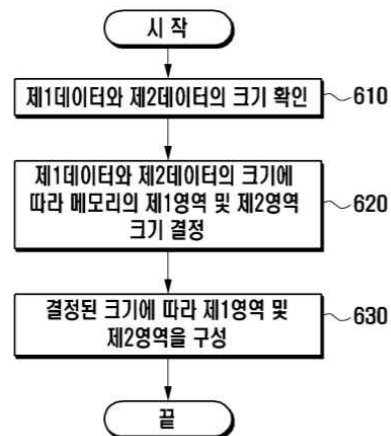 시 작
제1데이터와 제2데이터의 크기 확인
610
제1데이터와 제2데이터의 크기에
따라 메모리의 제1영역 및 제2영역
크기 결정
620
결정된 크기에 따라 제1영역 및
제2영역을 구성
630
끝